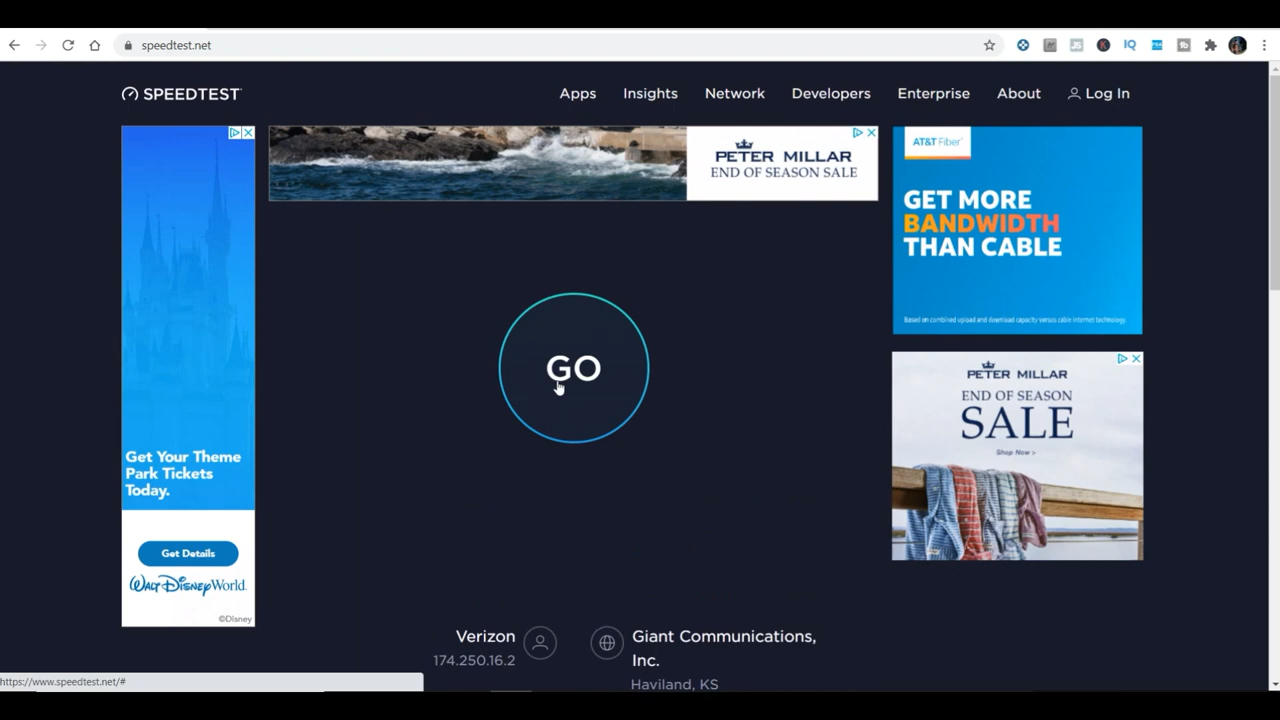 speedtest.net
SPEEDTEST
Apps
Insights
Network
Developers
Enterprise
About
Log In
PETER MILLAR
END OF SEASON SALE
AT&T Fiber
GET MORE
BANDWIDTH
THAN CABLE
Based on combined upload and download capacity versus cable internet technology.
GO
PETER MILLAR
END OF SEASON
SALE
Shop Now >
Get Your Theme
Park Tickets
Today.
Get Details
WALT DISNEY World.
©Disney
Verizon
174.250.16.2
Giant Communications,
Inc.
Haviland, KS
https://www.speedtest.net/#
JS
K
IQ